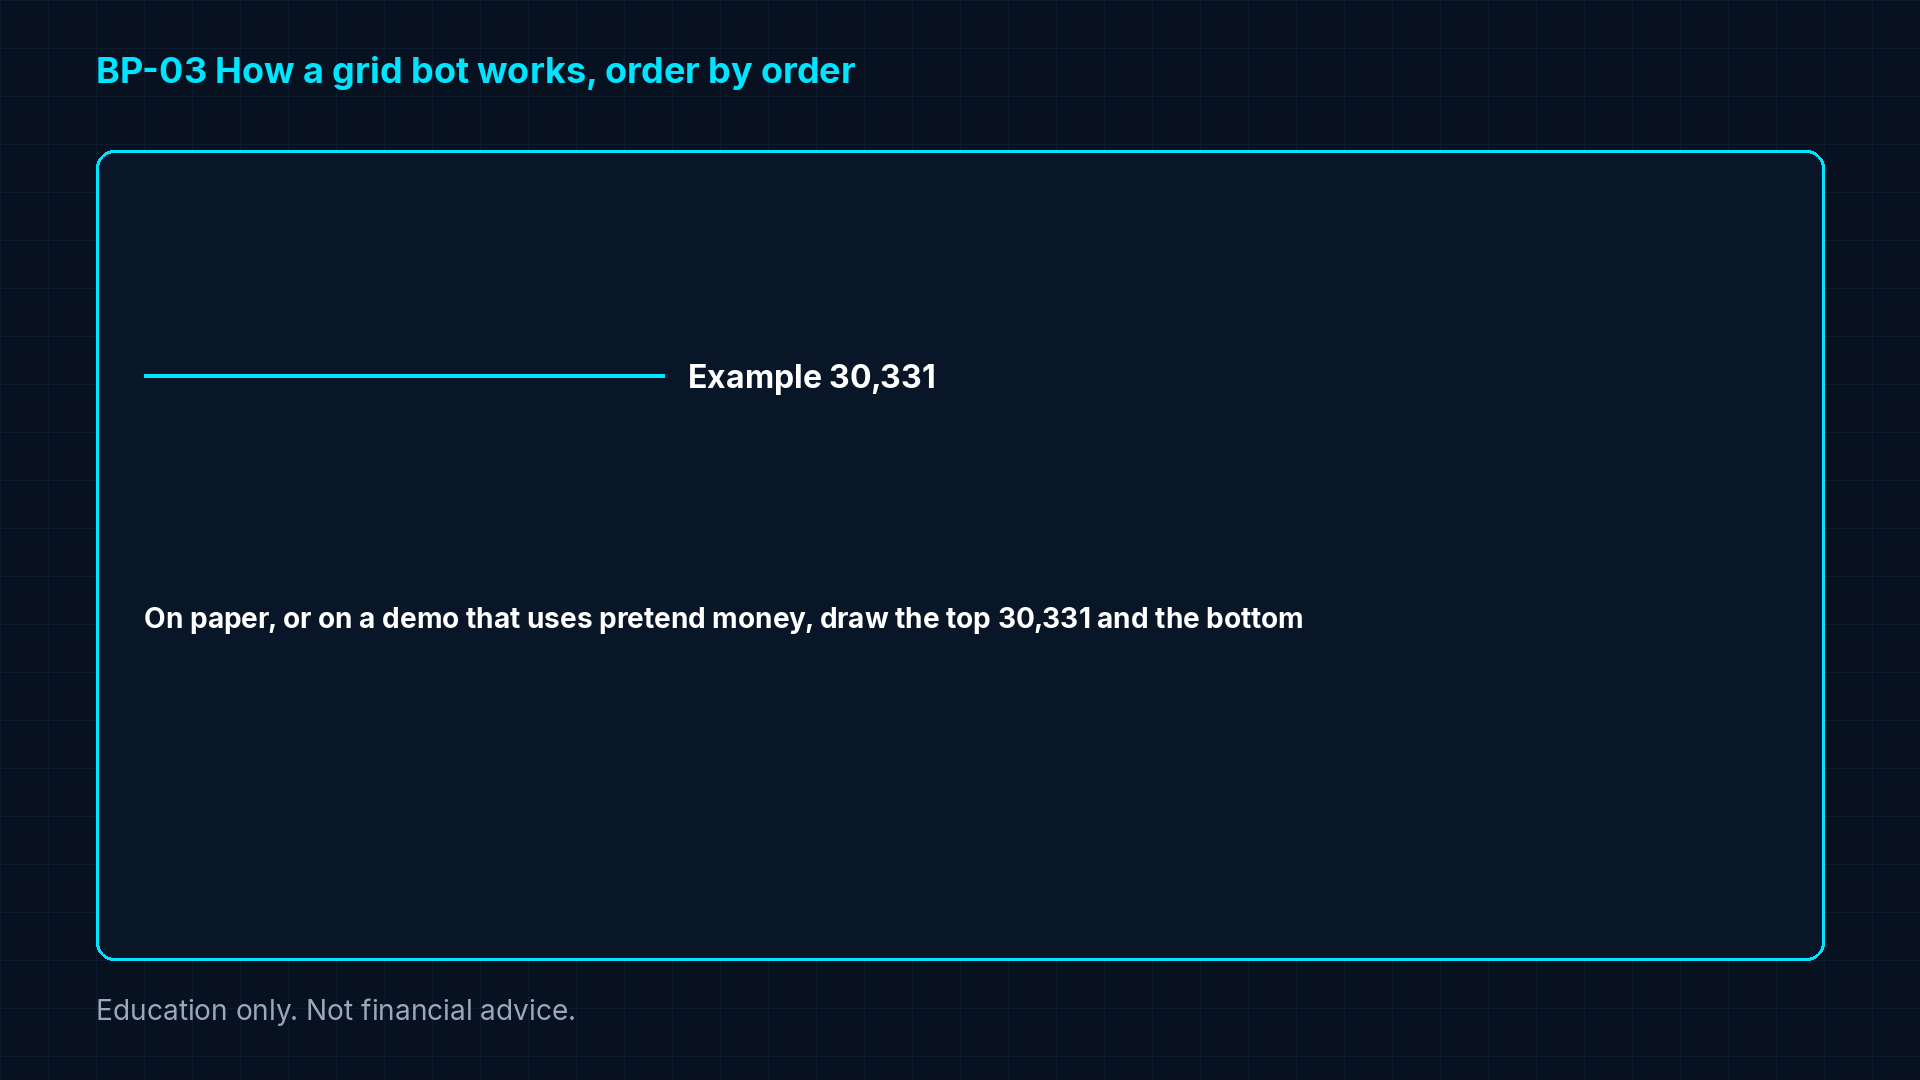 BP-03 How a grid bot works, order by order
Example 30,331
On paper, or on a demo that uses pretend money, draw the top 30,331 and the bottom
Education only. Not financial advice.